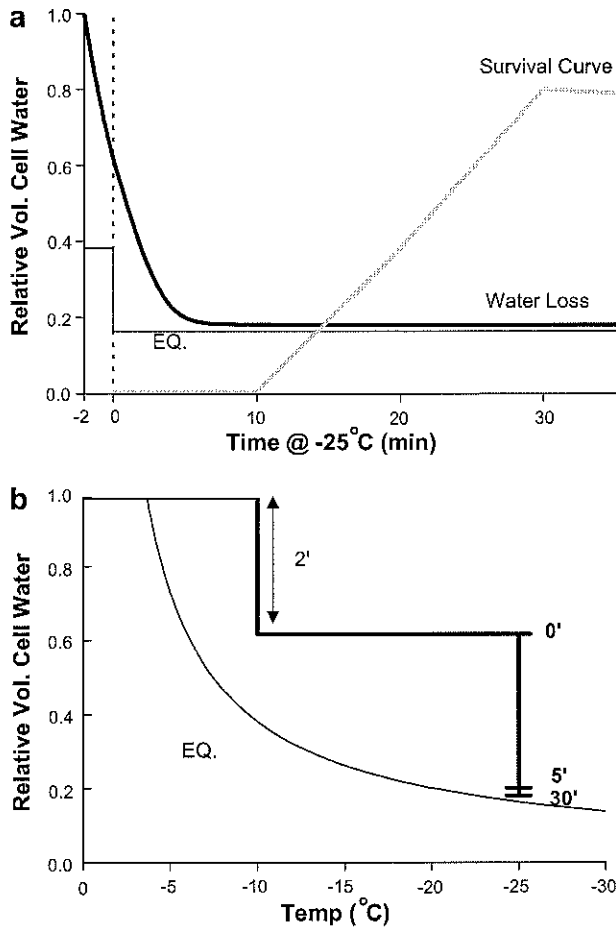 a
Relative Vol. Cell Water
1.0
0.8
0.6
0.4
0.2
0.0
Survival Curve
Water Loss
EQ.
-2 0 10 20 30
Time @ -25°C (min)
b
Relative Vol. Cell Water
1.0
0.8
0.6
0.4
0.2
0.0
2'
0'
EQ.
5'
30'
0 -5 -10 -15 -20 -25 -30
Temp (°C)